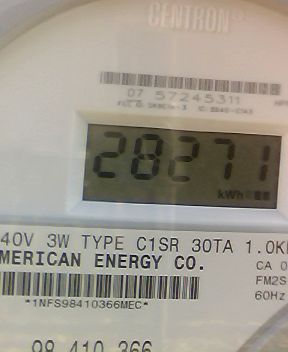 CENTRON
07 57245311
28271
kWh
40V 3W TYPE C1SR 30TA 1.0K
MERICAN ENERGY CO.
CA 0
FM2S
*1NFS98410366MEC*
60Hz
98 410 366